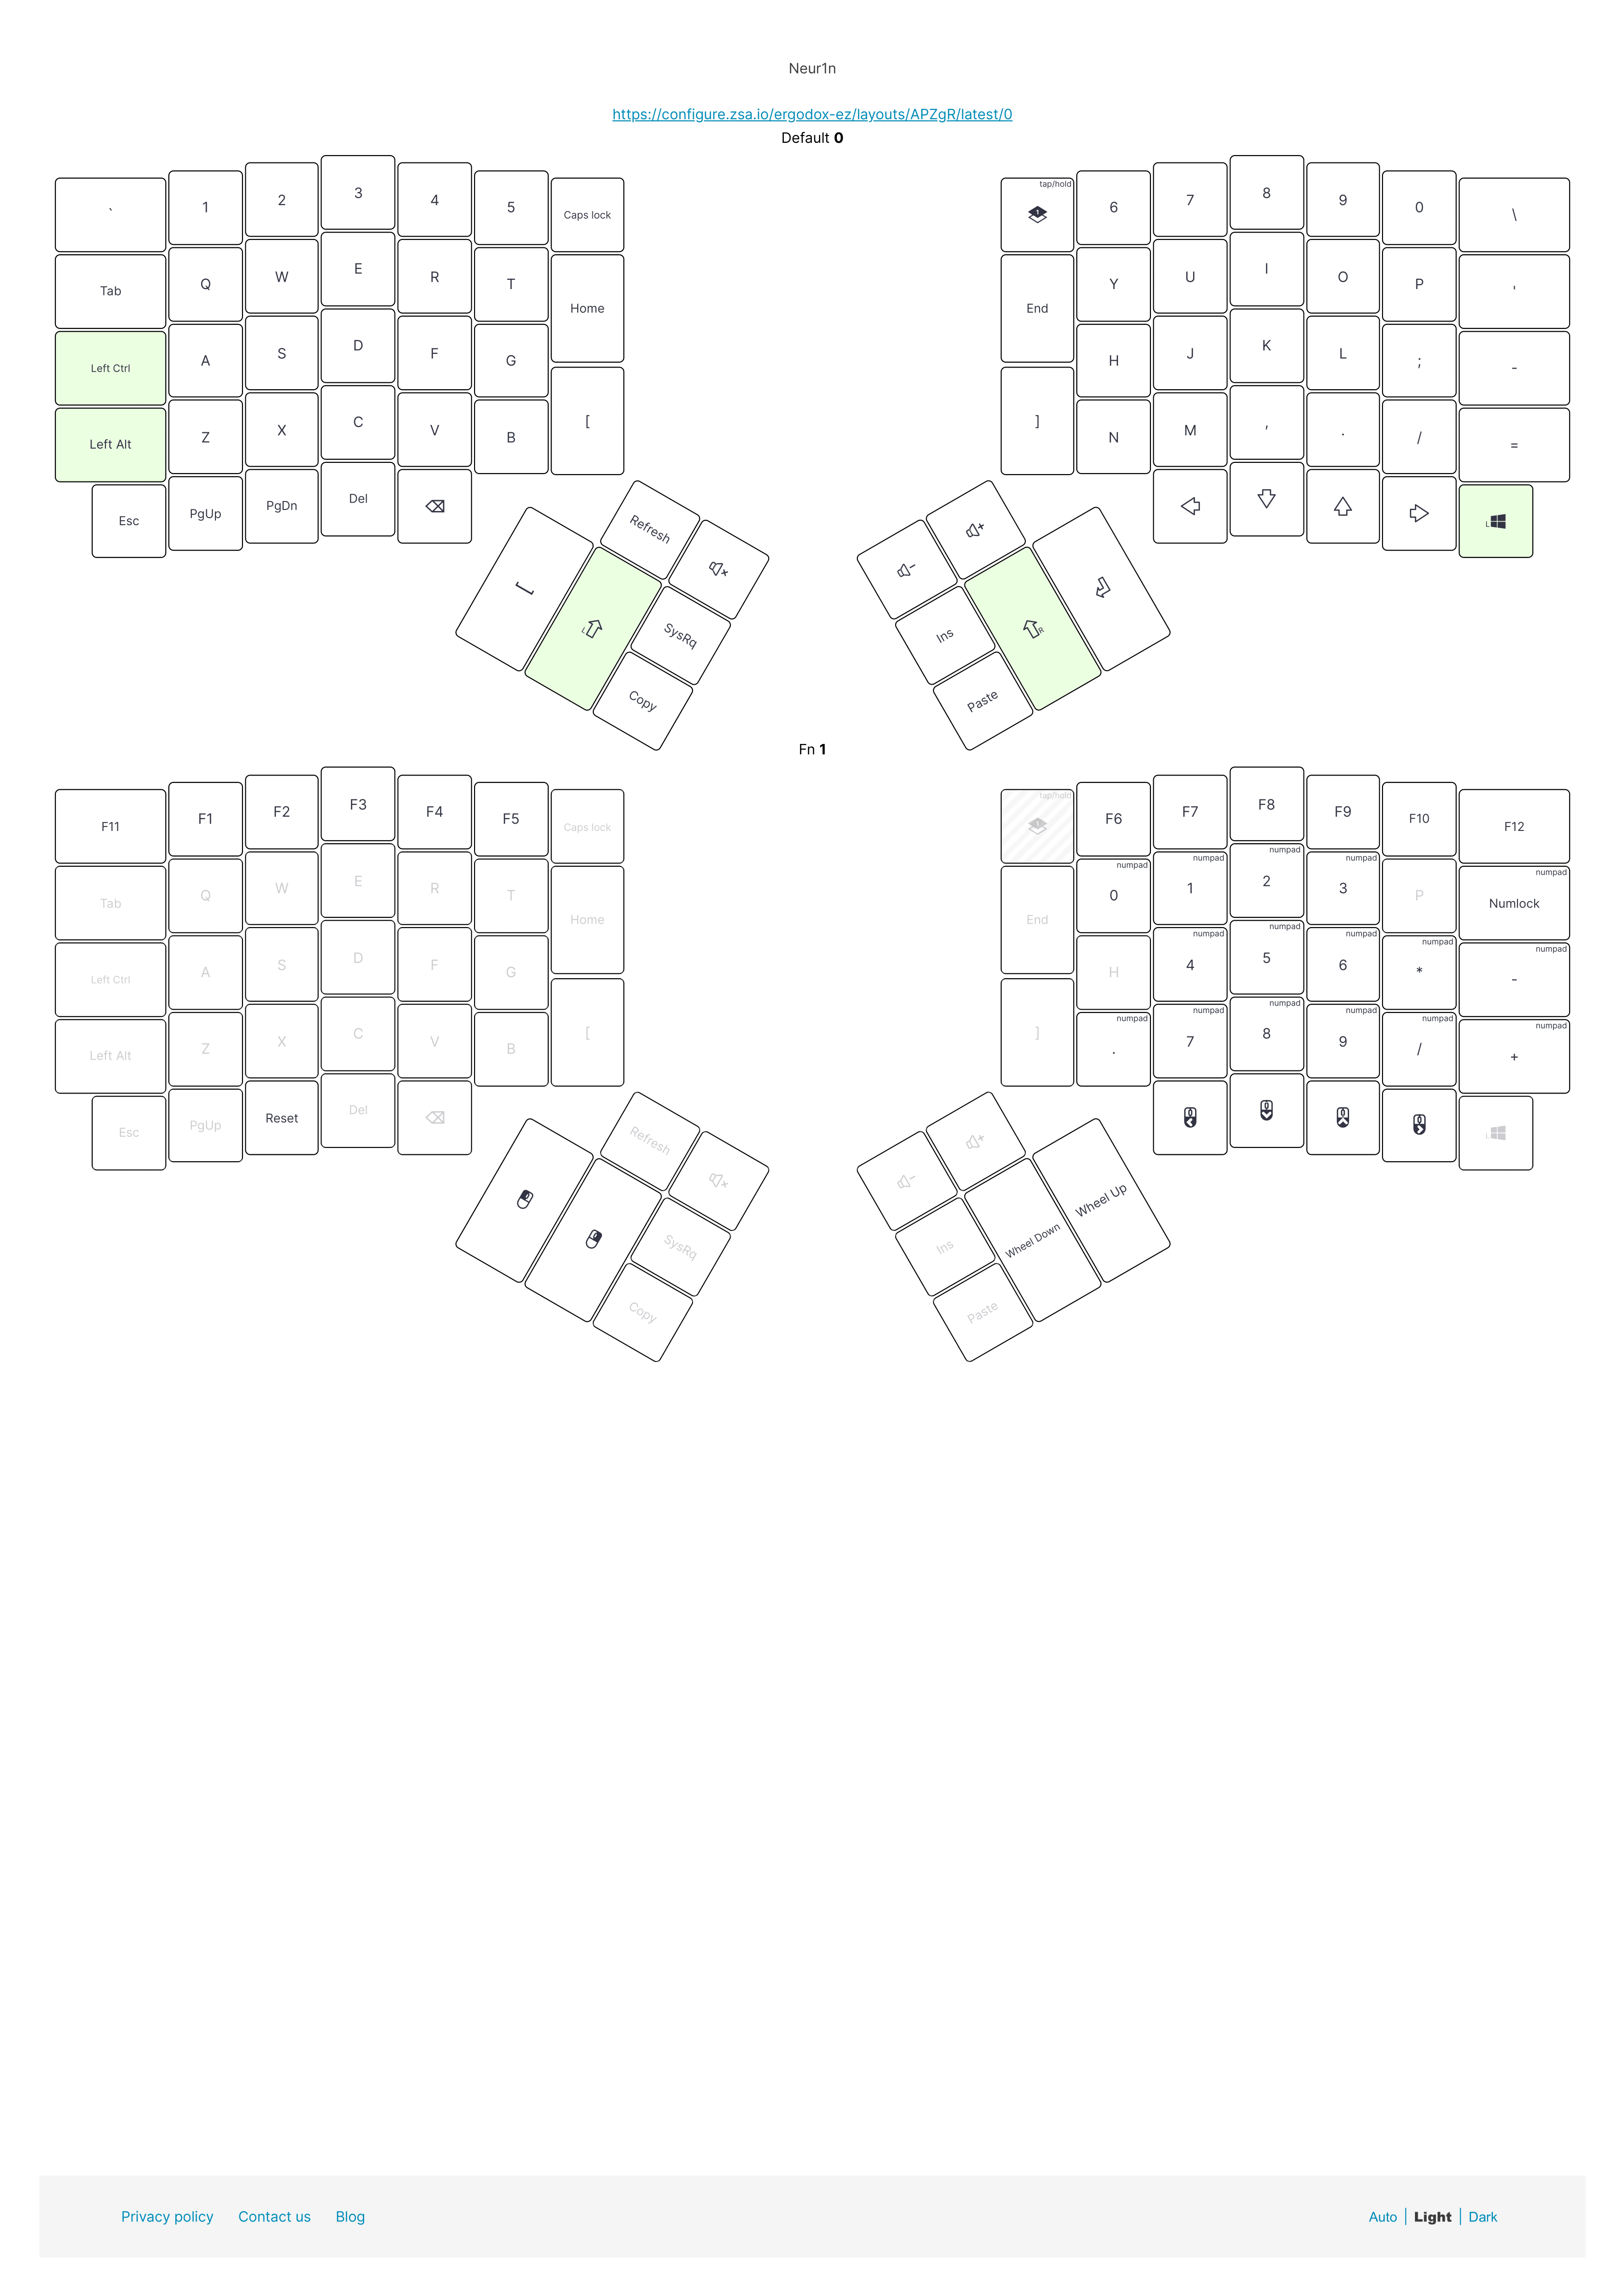 Neur1n
https://configure.zsa.io/ergodox-ez/layouts/APZgR/latest/0
Default 0
` 1 2 3 4 5 Caps lock
tap/hold 1 6 7 8 9 0 \
Tab Q W E R T Home
End Y U I O P '
Left Ctrl A S D F G
H J K L ; -
Left Alt Z X C V B [
] N M , . / =
Esc PgUp PgDn Del
L
Refresh
L SysRq
Copy
Ins R
Paste
Fn 1
F11 F1 F2 F3 F4 F5 Caps lock
tap/hold 1 F6 F7 F8 F9 F10 F12
Tab Q W E R T Home
End numpad 0 numpad 1 numpad 2 numpad 3 P numpad Numlock
Left Ctrl A S D F G
H numpad 4 numpad 5 numpad 6 numpad * numpad -
Left Alt Z X C V B [
] numpad . numpad 7 numpad 8 numpad 9 numpad / numpad +
Esc PgUp Reset Del
L
Refresh
SysRq
Copy
Ins Wheel Down Wheel Up
Paste
Privacy policy Contact us Blog
Auto | Light | Dark